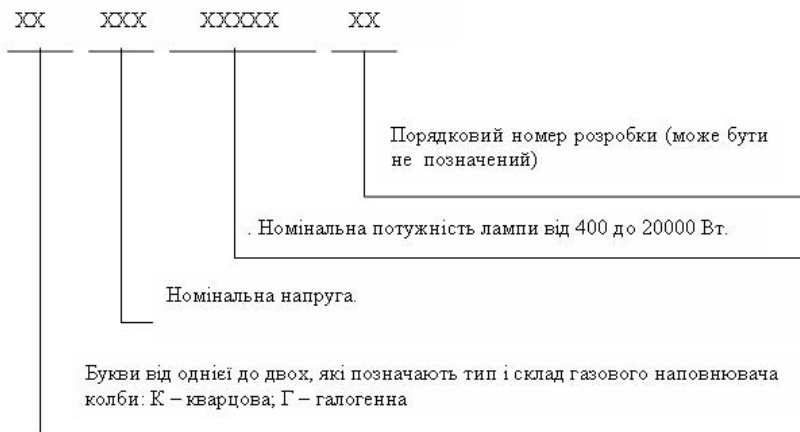 XX XXX XXXXX XX
Порядковий номер розробки (може бути
не позначений)
. Номінальна потужність лампи від 400 до 20000 Вт.
Номінальна напруга.
Букви від однієї до двох, які позначають тип і склад газового наповнювача
колби: К – кварцова; Г – галогенна